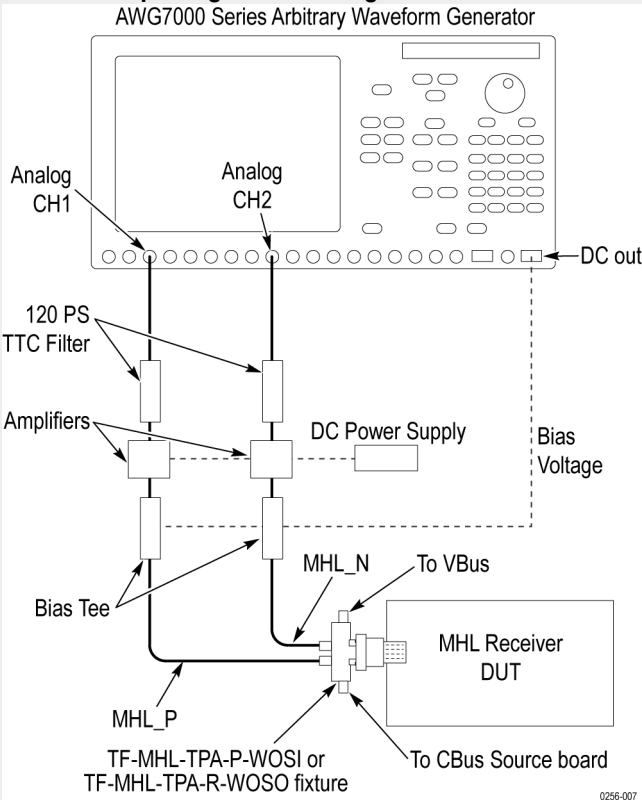 AWG7000 Series Arbitrary Waveform Generator
Analog
CH1
Analog
CH2
DC out
120 PS
TTC Filter
Amplifiers
DC Power Supply
Bias
Voltage
Bias Tee
MHL_N
To VBus
MHL Receiver
DUT
MHL_P
TF-MHL-TPA-P-WOSI or
TF-MHL-TPA-R-WOSO fixture
To CBus Source board
0256-007